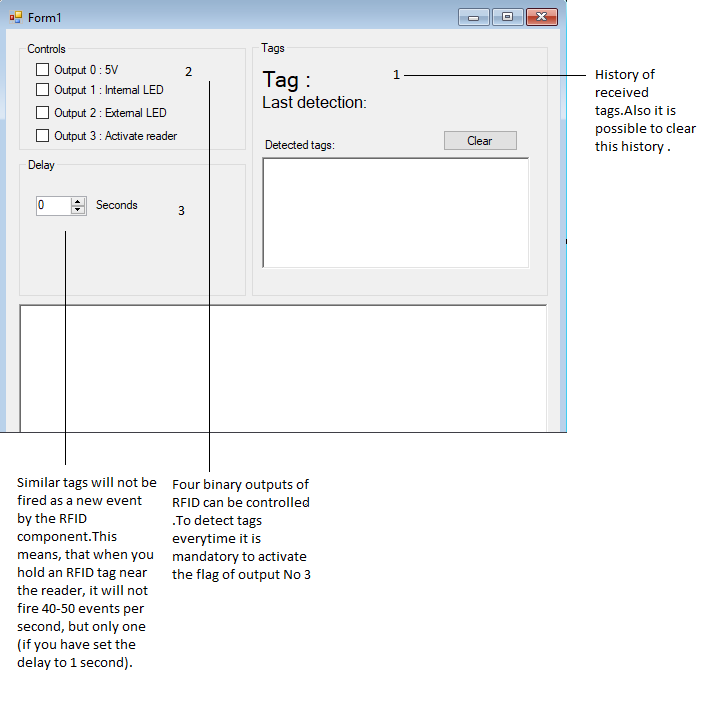 Form1
Controls
Output 0 : 5V
2
Output 1 : Internal LED
Output 2 : External LED
Output 3 : Activate reader
Delay
0
Seconds
3
Tags
Tag :
1
Last detection:
Detected tags:
Clear
History of
received
tags.Also it is
possible to clear
this history .
Similar tags will not be
fired as a new event
by the RFID
component.This
means, that when you
hold an RFID tag near
the reader, it will not
fire 40-50 events per
second, but only one
(if you have set the
delay to 1 second).
Four binary outputs of
RFID can be controlled
.To detect tags
everytime it is
mandatory to activate
the flag of output No 3